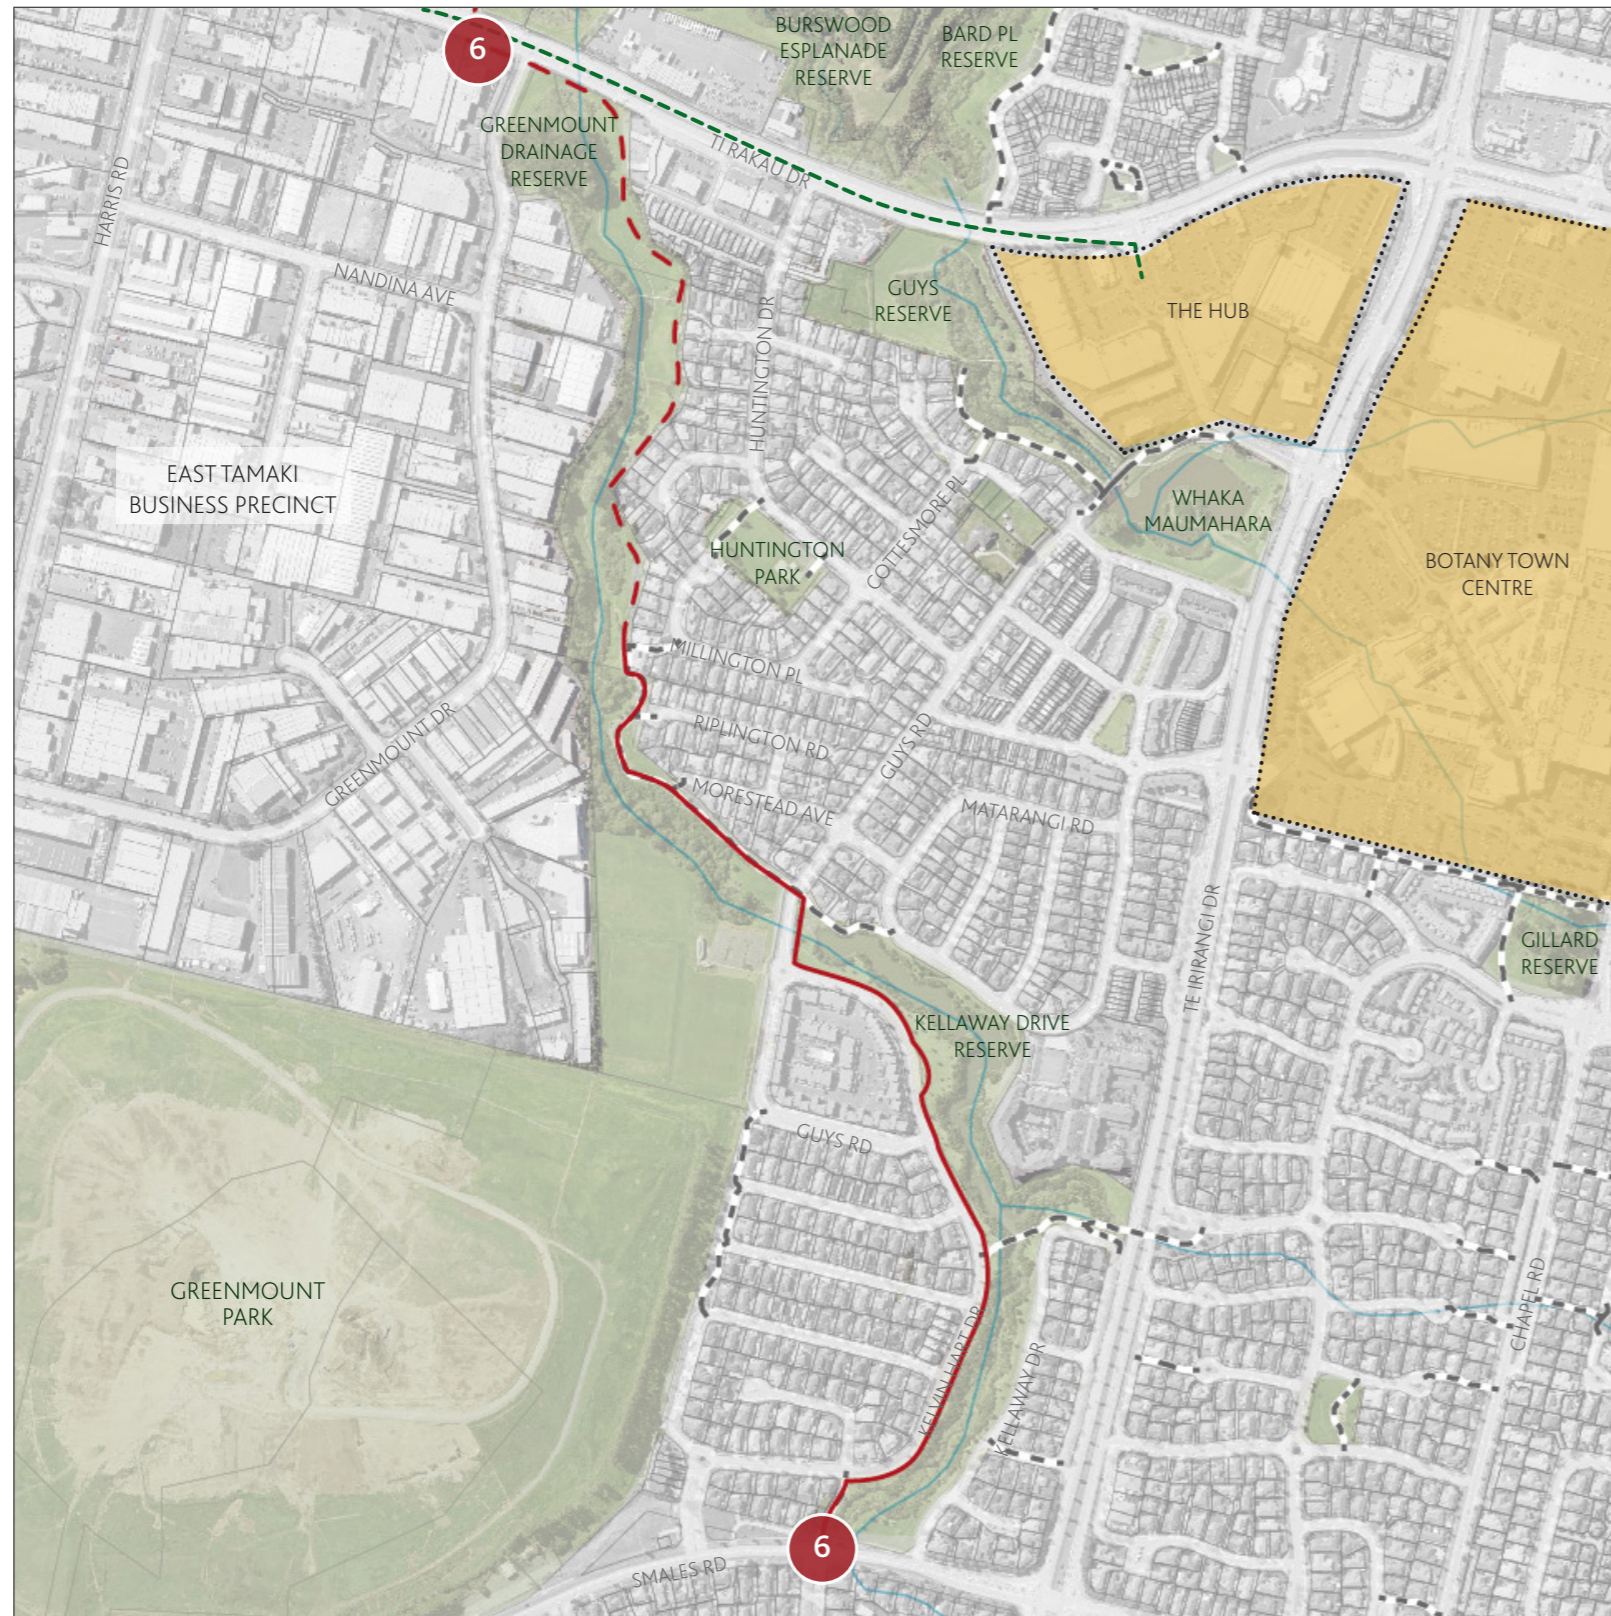 6
BURSWOOD
ESPLANADE
RESERVE
BARD PL
RESERVE
GREENMOUNT
DRAINAGE
RESERVE
TI RAKAU DR
HARRIS RD
NANDINA AVE
GUYS
RESERVE
THE HUB
HUNTINGTON DR
EAST TAMAKI
BUSINESS PRECINCT
WHAKA
MAUMAHARA
COTTESMORE PL
HUNTINGTON
PARK
BOTANY TOWN
CENTRE
MILLINGTON PL
RIPLINGTON RD
GUYS RD
GREENMOUNT DR
MORESTEAD AVE
MATARANGI RD
TE IRIRANGI DR
GILLARD
RESERVE
KELLAWAY DRIVE
RESERVE
GUYS RD
GREENMOUNT
PARK
KELVIN HART DR
KELLAWAY DR
CHAPEL RD
6
SMALES RD